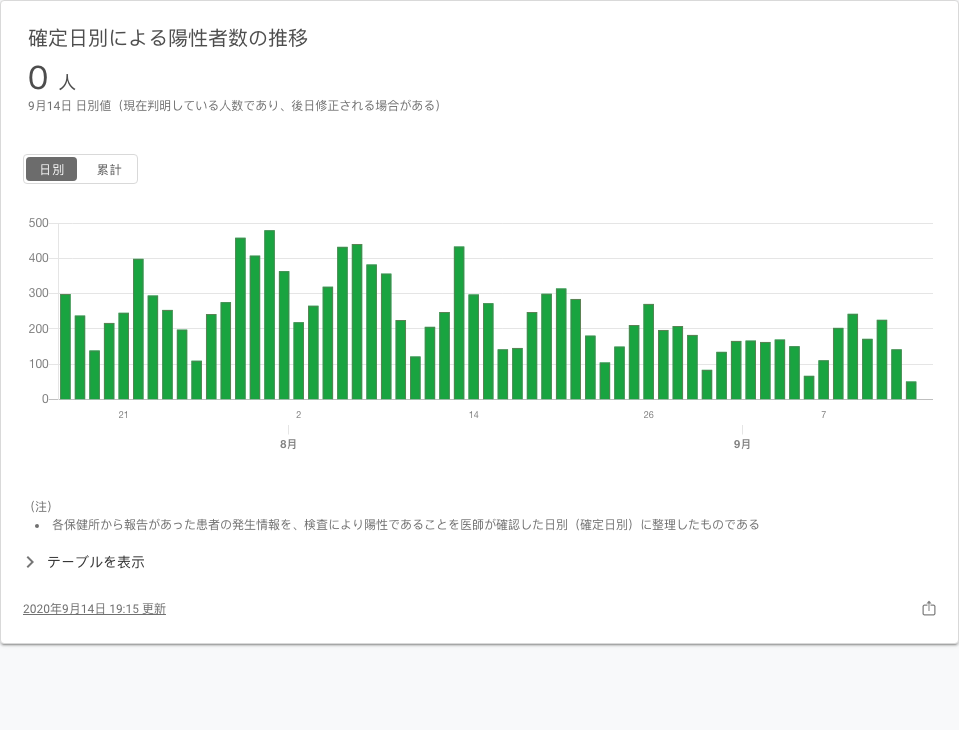 確定日別による陽性者数の推移
0 人
9月14日 日別値（現在判明している人数であり、後日修正される場合がある）
日別 累計
500
400
300
200
100
0
21 2 14 26 7
8月 9月
（注）
• 各保健所から報告があった患者の発生情報を、検査により陽性であることを医師が確認した日別（確定日別）に整理したものである
テーブルを表示
2020年9月14日 19:15 更新